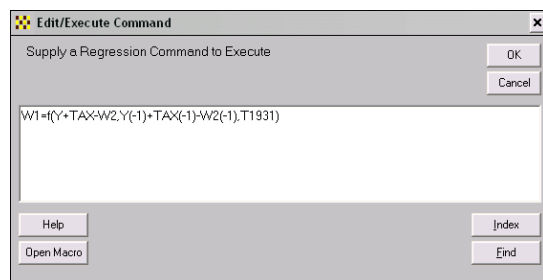 Edit/Execute Command
Supply a Regression Command to Execute
OK
Cancel
W1=f(Y+TAX-W2,Y(-1)+TAX(-1)-W2(-1),T1931)
Help
Index
Open Macro
Find